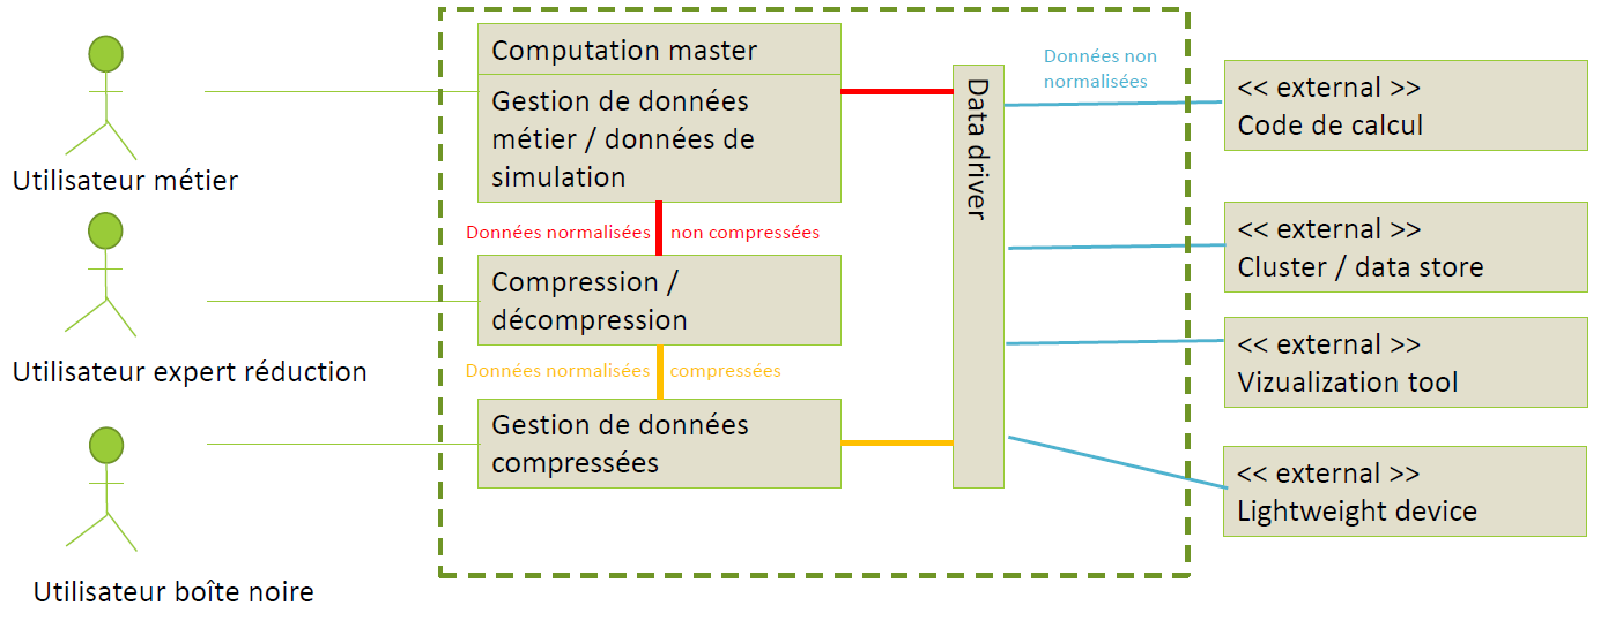 Computation master
Gestion de données
métier / données de
simulation
Utilisateur métier
Données normalisées non compressées
Compression /
décompression
Utilisateur expert réduction
Données normalisées compressées
Gestion de données
compressées
Utilisateur boîte noire
Data driver
Données non
normalisées
<< external >>
Code de calcul
<< external >>
Cluster / data store
<< external >>
Vizualization tool
<< external >>
Lightweight device